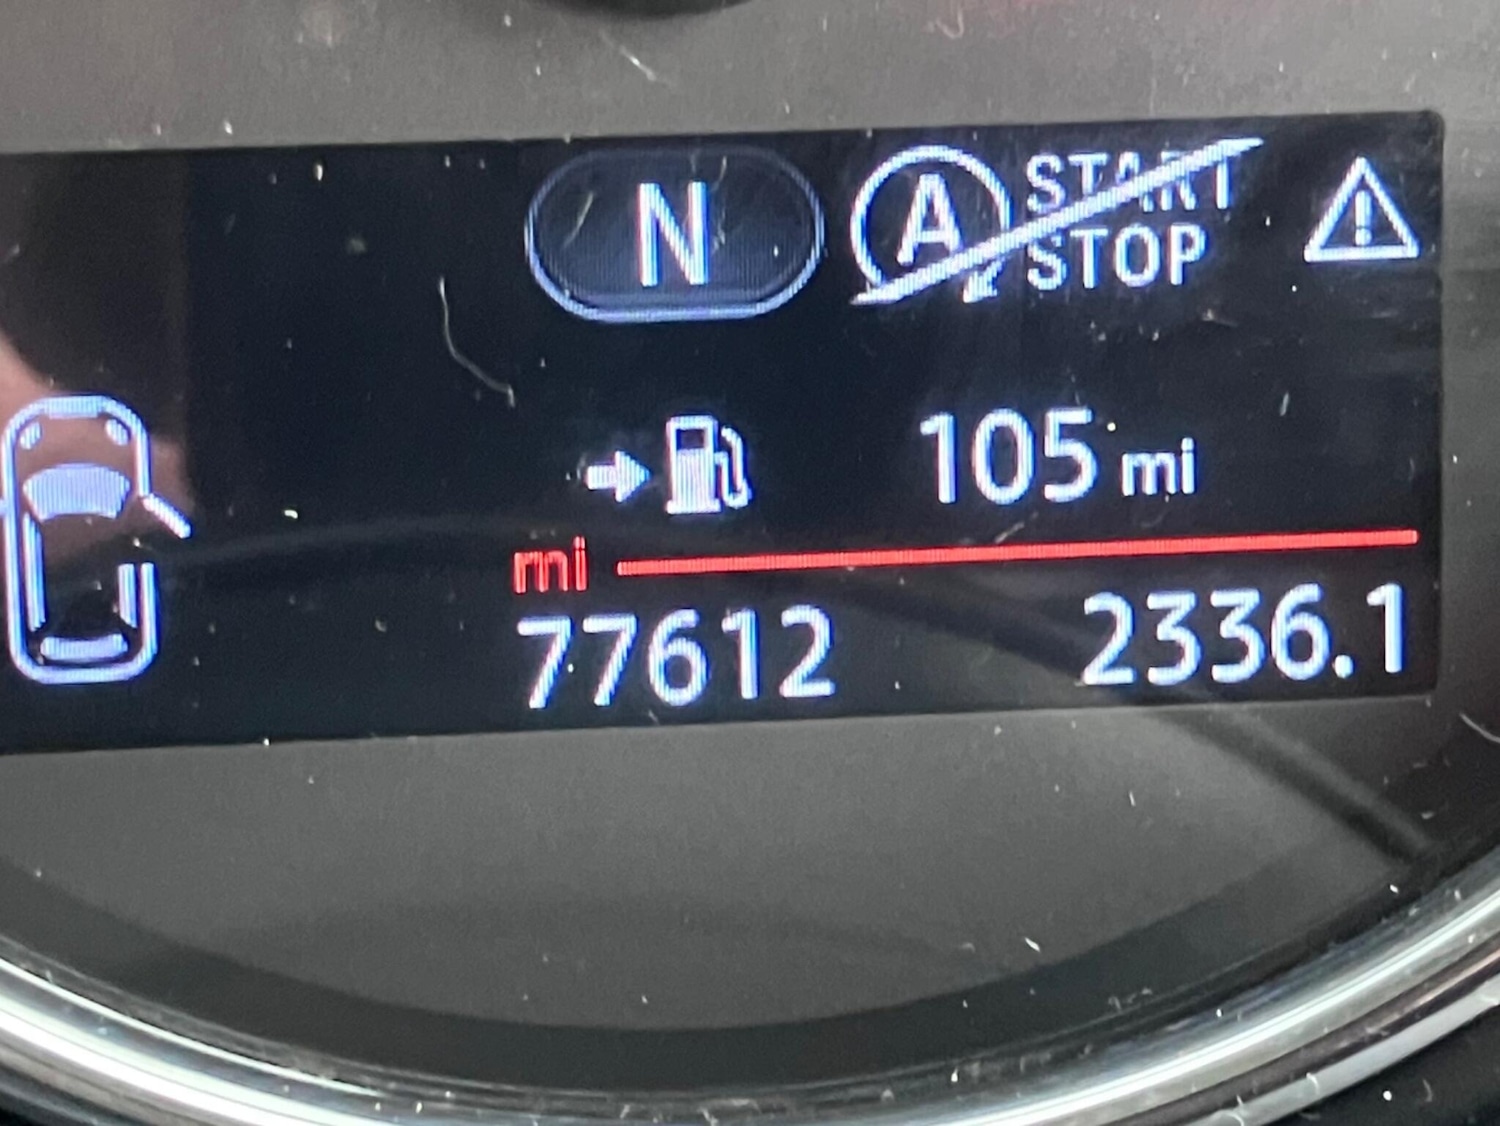 N A START
STOP
105 mi
mi
77612 2336.1